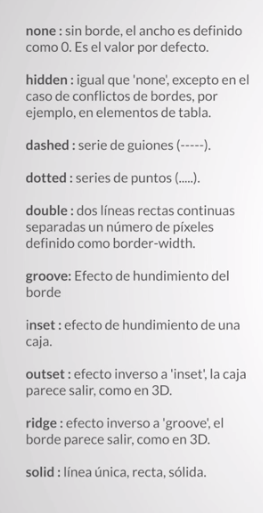 none : sin borde, el ancho es definido
como 0. Es el valor por defecto.
hidden : igual que 'none', excepto en el
caso de conflictos de bordes, por
ejemplo, en elementos de tabla.
dashed : serie de guiones (-----).
dotted : series de puntos (.....).
double : dos líneas rectas continuas
separadas un número de píxeles
definido como border-width.
groove: Efecto de hundimiento del
borde
inset : efecto de hundimiento de una
caja.
outset : efecto inverso a 'inset', la caja
parece salir, como en 3D.
ridge : efecto inverso a 'groove', el
borde parece salir, como en 3D.
solid : línea única, recta, sólida.